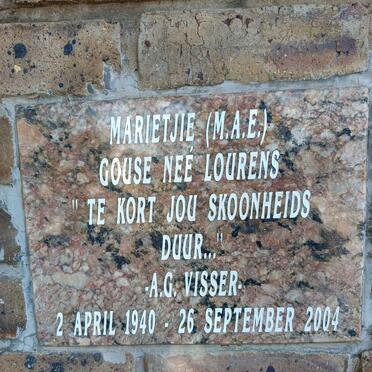 MARIETJIE (M.A.E.)
GOUSE NEÉ LOURENS
" TE KORT JOU SKOONHEIDS
DUUR..."
-A.G. VISSER-
2 APRIL 1940 - 26 SEPTEMBER 2004